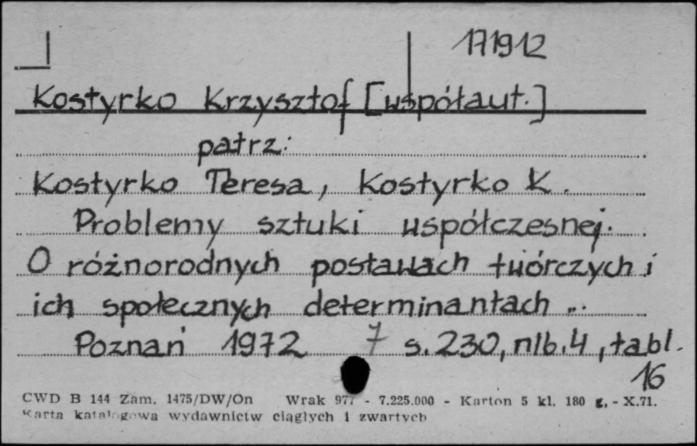 171912
Kostyrko Krzysztof [współaut.]
patrz:
Kostyrko Teresa, Kostyrko K.
Problemy sztuki współczesnej.
O różnorodnych postawach twórczych i
ich społecznych determinantach ..
Poznań 1972 7 s. 230, nlb. 4, tabl.
16
CWD B 144 Zam. 1475/DW/On Wrak 977 - 7.225.000 - Karton 5 kl. 180 g, - X.71.
Karta katalogowa wydawnictw ciągłych i zwartych